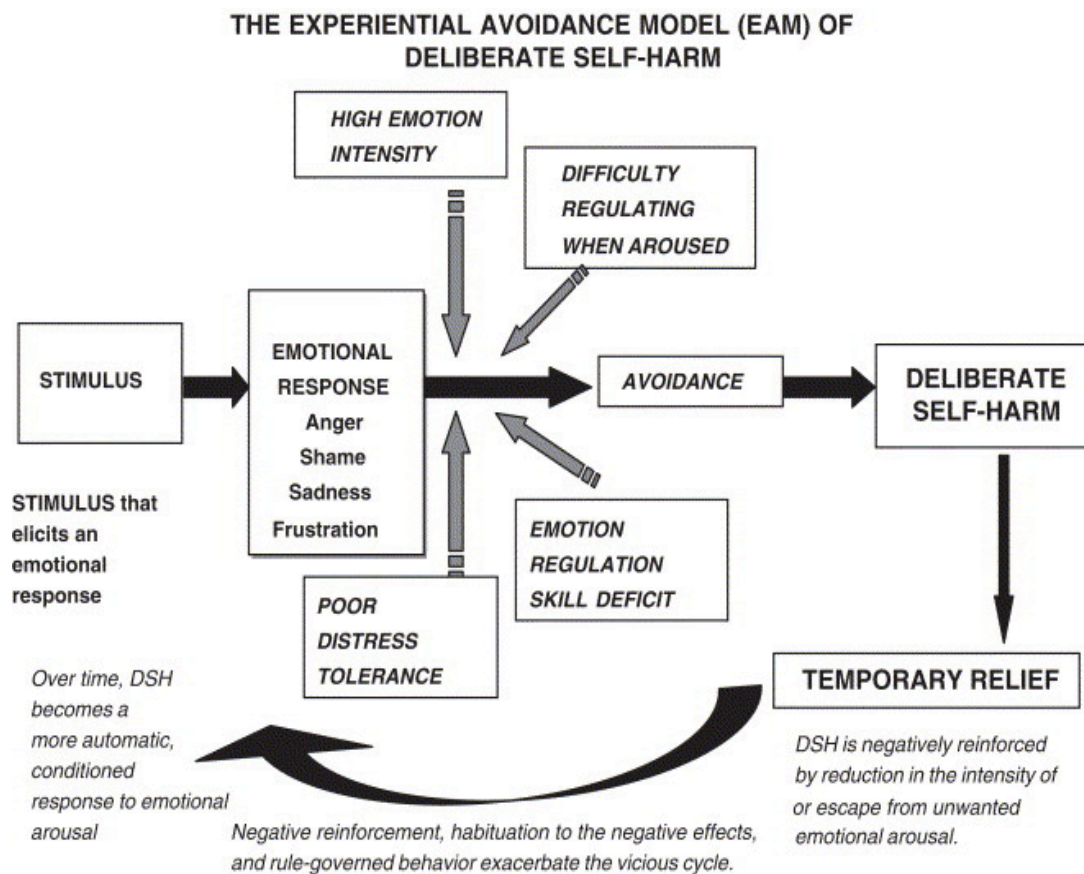 THE EXPERIENTIAL AVOIDANCE MODEL (EAM) OF
DELIBERATE SELF-HARM
HIGH EMOTION
INTENSITY
DIFFICULTY
REGULATING
WHEN AROUSED
STIMULUS
EMOTIONAL
RESPONSE
Anger
Shame
Sadness
Frustration
AVOIDANCE
DELIBERATE
SELF-HARM
STIMULUS that
elicits an
emotional
response
POOR
DISTRESS
TOLERANCE
EMOTION
REGULATION
SKILL DEFICIT
TEMPORARY RELIEF
Over time, DSH
becomes a
more automatic,
conditioned
response to emotional
arousal
DSH is negatively reinforced
by reduction in the intensity of
or escape from unwanted
emotional arousal.
Negative reinforcement, habituation to the negative effects,
and rule-governed behavior exacerbate the vicious cycle.